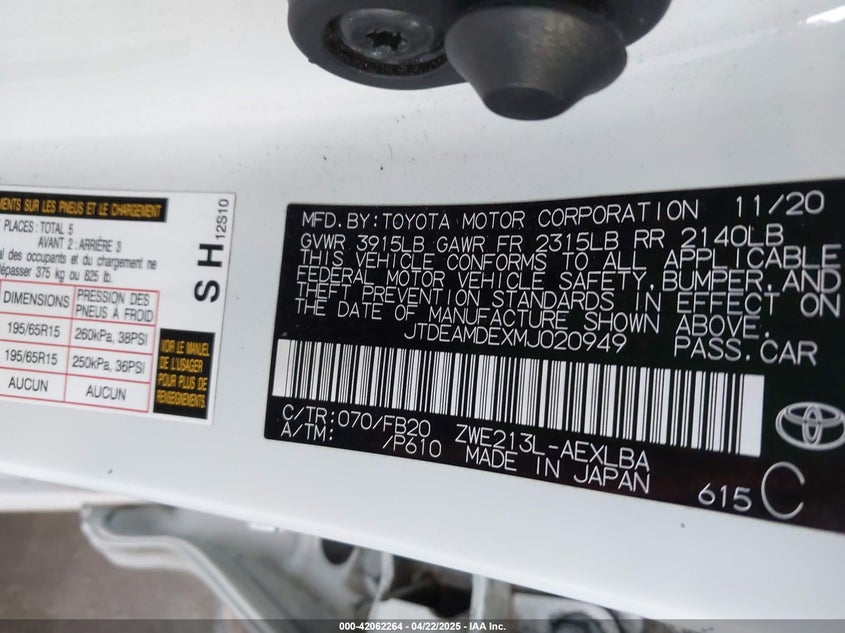 MENTS SUR LES PNEUS ET LE CHARGEMENT
PLACES: TOTAL 5
AVANT 2: ARRIÈRE 3
al des occupants et du chargement ne
dépasser 375 kg ou 825 lb.
DIMENSIONS
PRESSION DES PNEUS À FROID
195/65R15
260kPa, 38PSI
195/65R15
250kPa, 36PSI
AUCUN
AUCUN
VOIR LE MANUEL
DE L'USAGER
POUR PLUS DE
RENSEIGNEMENTS
SH
12S10
MFD. BY: TOYOTA MOTOR CORPORATION 11/20
GVWR 3915LB GAWR FR 2315LB RR 2140LB
THIS VEHICLE CONFORMS TO ALL APPLICABLE
FEDERAL MOTOR VEHICLE SAFETY, BUMPER, AND
THEFT PREVENTION STANDARDS IN EFFECT ON
THE DATE OF MANUFACTURE SHOWN ABOVE.
JTDEAMDEXMJ020949 PASS.CAR
C/TR: 070/FB20 ZWE213L-AEXLBA
A/TM: /P610 MADE IN JAPAN
615 C
000-42062264 - 04/22/2025 - IAA Inc.